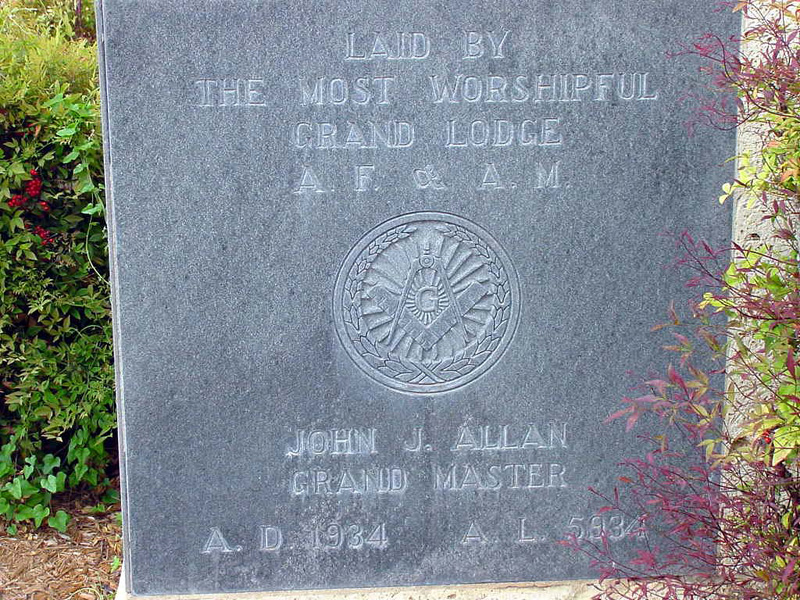 LAID BY
THE MOST WORSHIPFUL
GRAND LODGE
A. F. & A. M.
G
JOHN J. ALLAN
GRAND MASTER
A. D. 1934 A. L. 5934